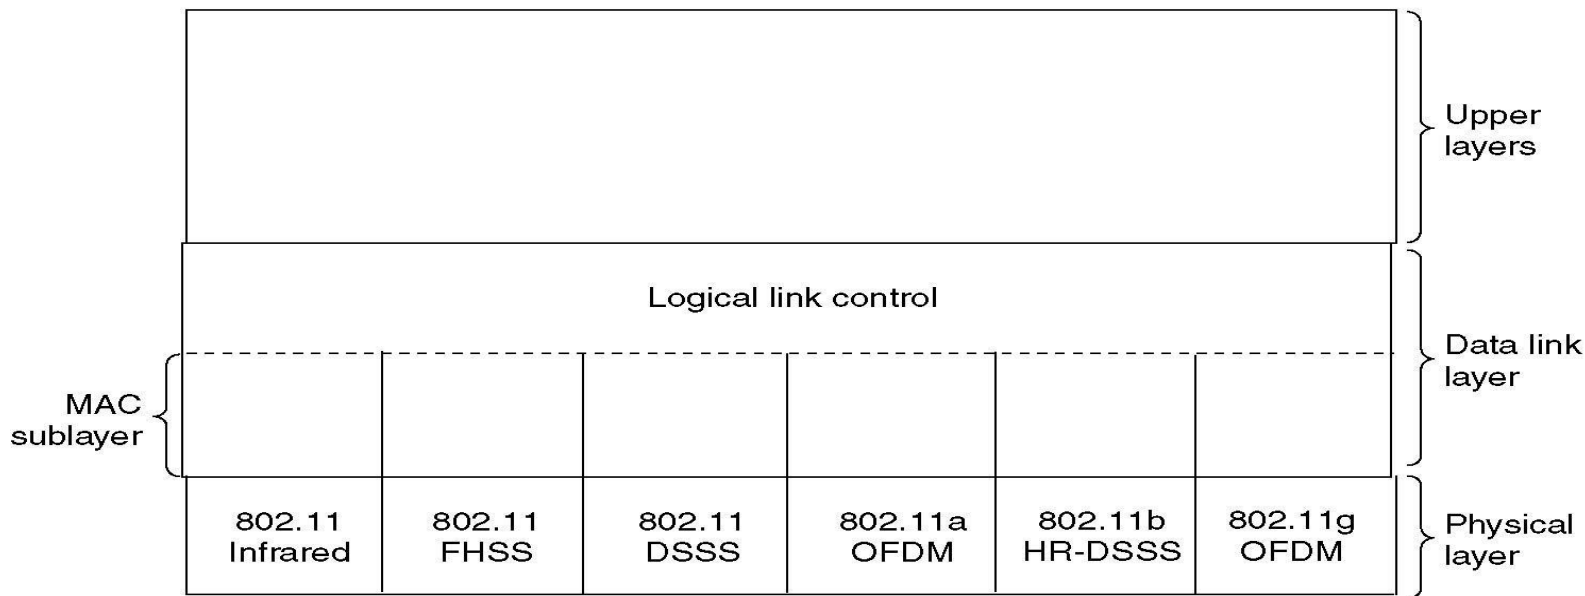 Upper
layers
Logical link control
Data link
layer
MAC
sublayer
802.11
Infrared
802.11
FHSS
802.11
DSSS
802.11a
OFDM
802.11b
HR-DSSS
802.11g
OFDM
Physical
layer